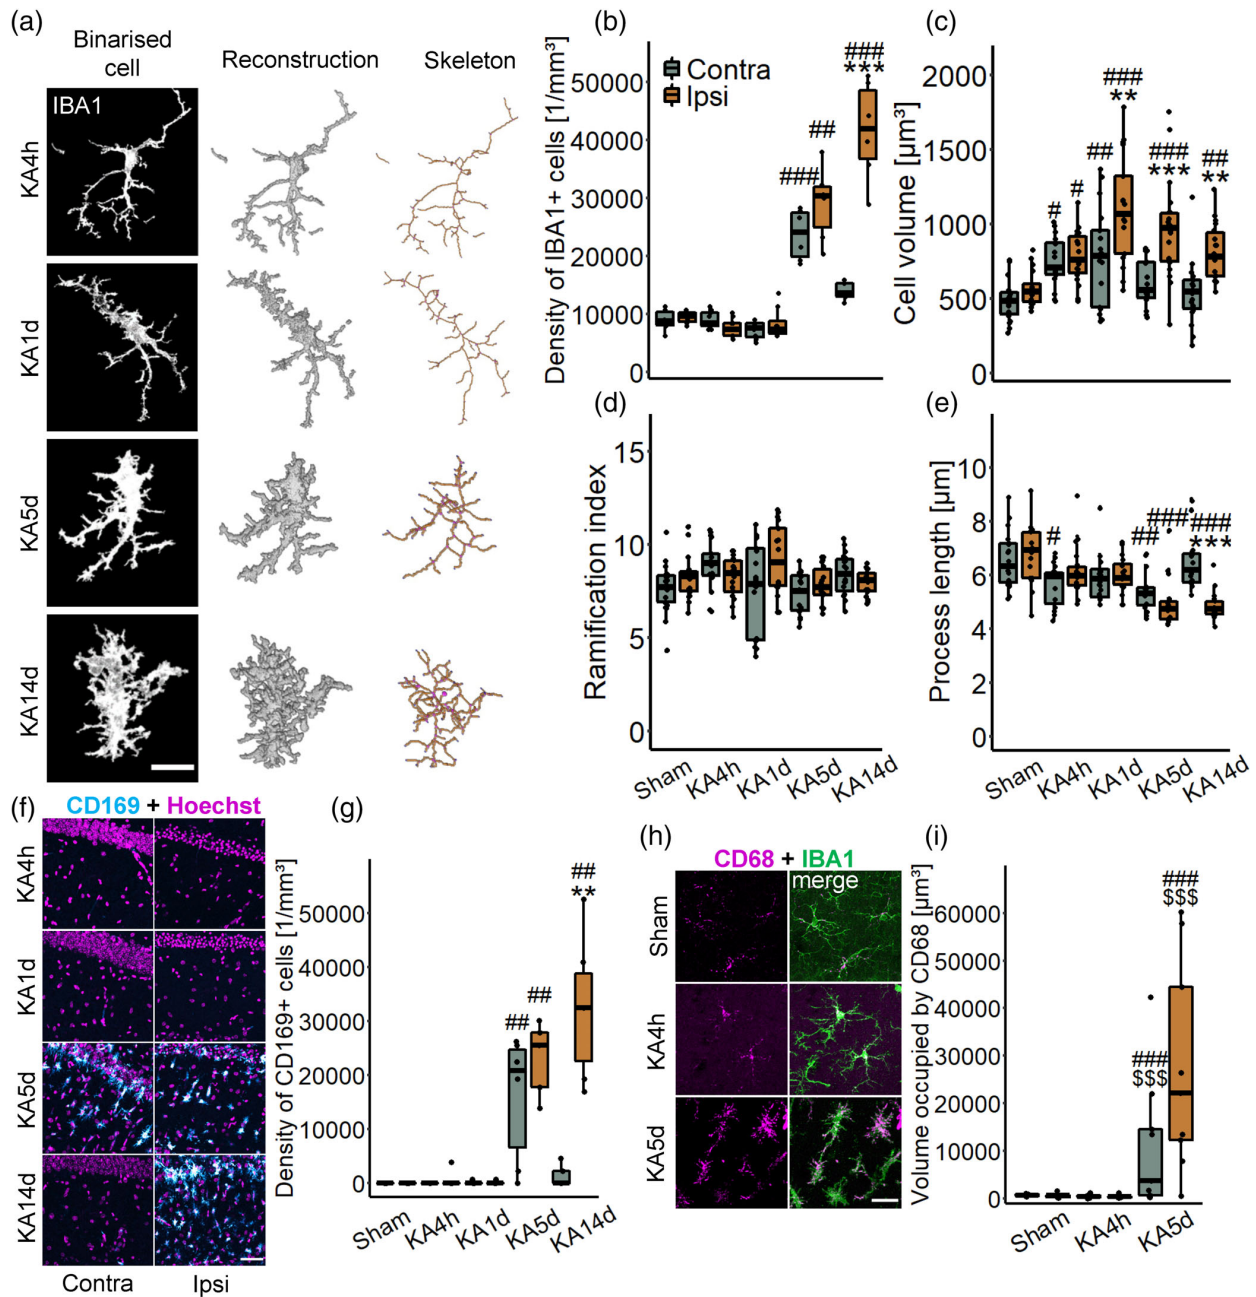 (a)
Binarised
cell
Reconstruction
Skeleton
IBA1
KA4h
KA1d
KA5d
KA14d
(b)
Density of IBA1+ cells [1/mm³]
50000
40000
30000
20000
10000
0
Contra
Ipsi
###
##
###
***
(c)
Cell volume [µm³]
2000
1500
1000
500
0
#
#
##
###
**
###
***
##
**
(d)
Ramification index
15
10
5
0
Sham
KA4h
KA1d
KA5d
KA14d
(e)
Process length [µm]
10
8
6
4
2
0
#
##
###
###
***
Sham
KA4h
KA1d
KA5d
KA14d
(f)
CD169 + Hoechst
KA4h
KA1d
KA5d
KA14d
Contra
Ipsi
(g)
Density of CD169+ cells [1/mm³]
50000
40000
30000
20000
10000
0
##
##
##
**
Sham
KA4h
KA1d
KA5d
KA14d
(h)
CD68 + IBA1
merge
Sham
KA4h
KA5d
(i)
Volume occupied by CD68 [µm³]
60000
50000
40000
30000
20000
10000
0
###
$$$
###
$$$
Sham
KA4h
KA5d